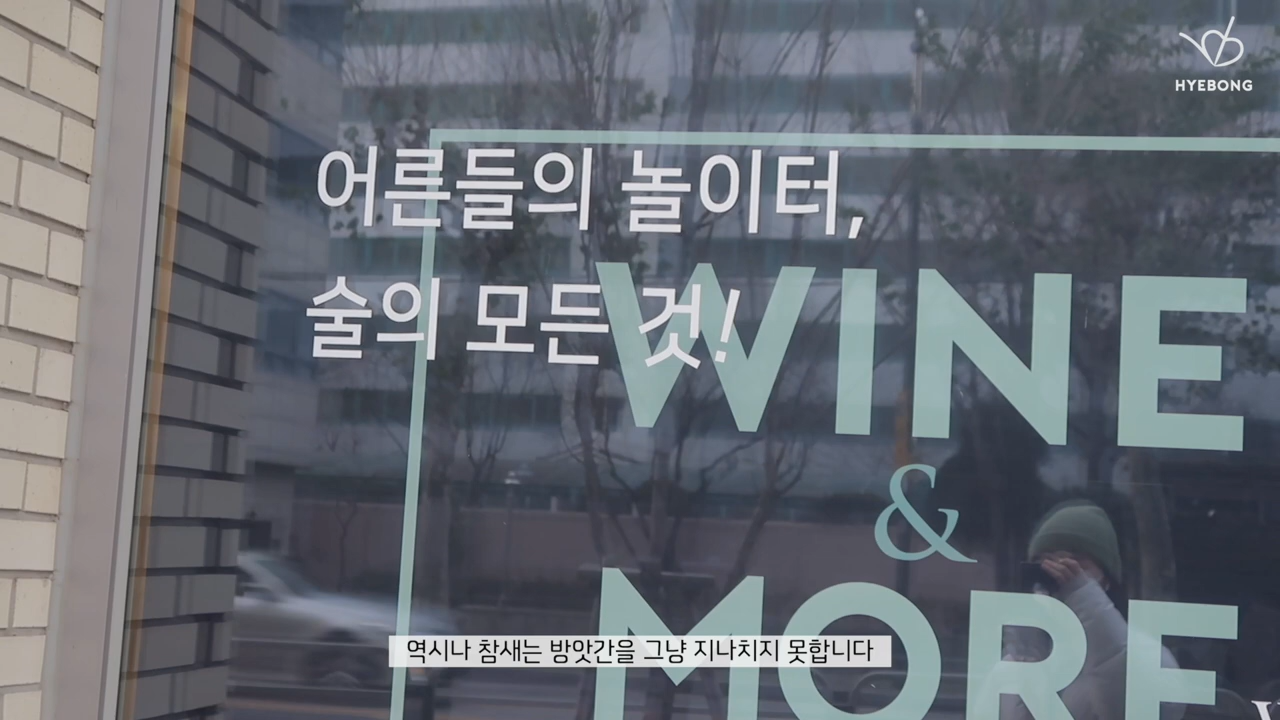 HYEBONG
어른들의 놀이터,
술의 모든 것!
WINE
&
MORE
역시나 참새는 방앗간을 그냥 지나치지 못합니다